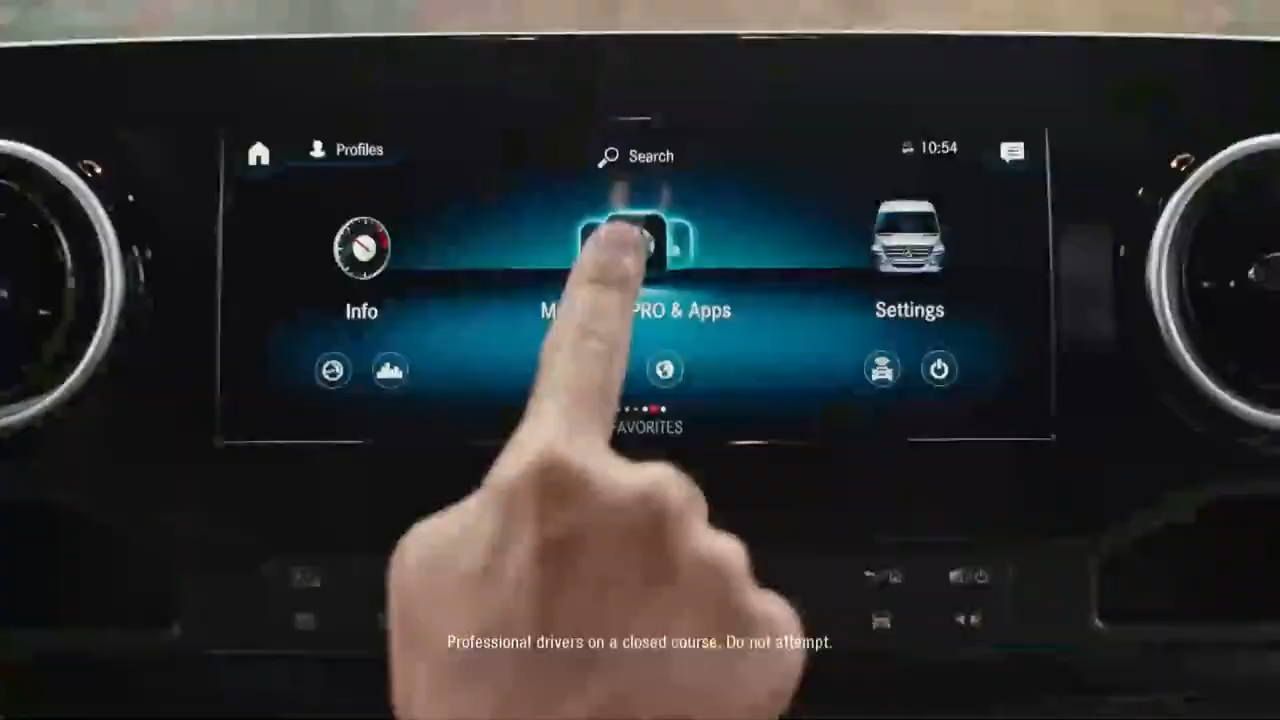 Profiles
Search
10:54
Info
PRO & Apps
Settings
FAVORITES
Professional drivers on a closed course. Do not attempt.